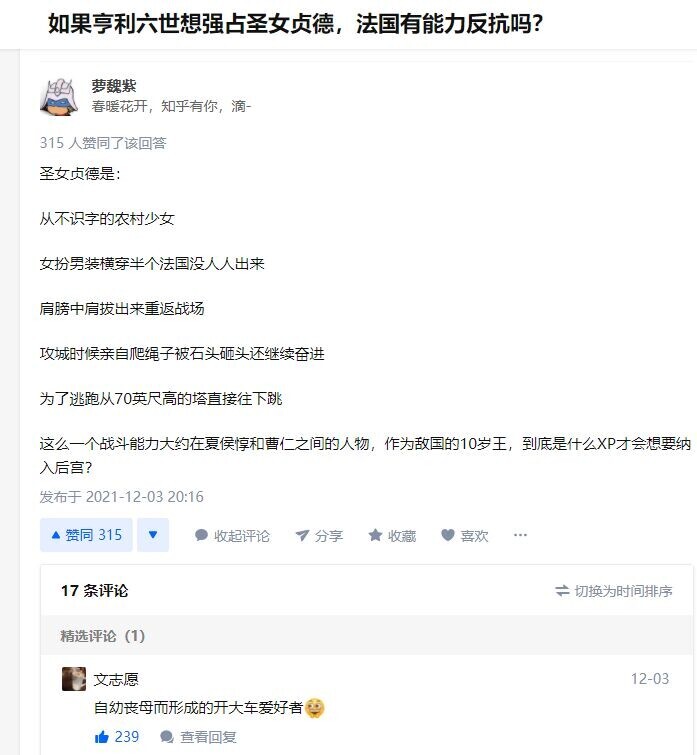 如果亨利六世想强占圣女贞德，法国有能力反抗吗？
萝魏紫
春暖花开，知乎有你，滴-
315 人赞同了该回答
圣女贞德是：
从不识字的农村少女
女扮男装横穿半个法国没人人出来
肩膀中肩拔出来重返战场
攻城时候亲自爬绳子被石头砸头还继续奋进
为了逃跑从70英尺高的塔直接往下跳
这么一个战斗能力大约在夏侯惇和曹仁之间的人物，作为敌国的10岁王，到底是什么XP才会想要纳
入后宫？
发布于 2021-12-03 20:16
赞同 315
收起评论
分享
收藏
喜欢
17 条评论
切换为时间排序
精选评论（1）
文志愿
12-03
自幼丧母而形成的开大车爱好者
239
查看回复